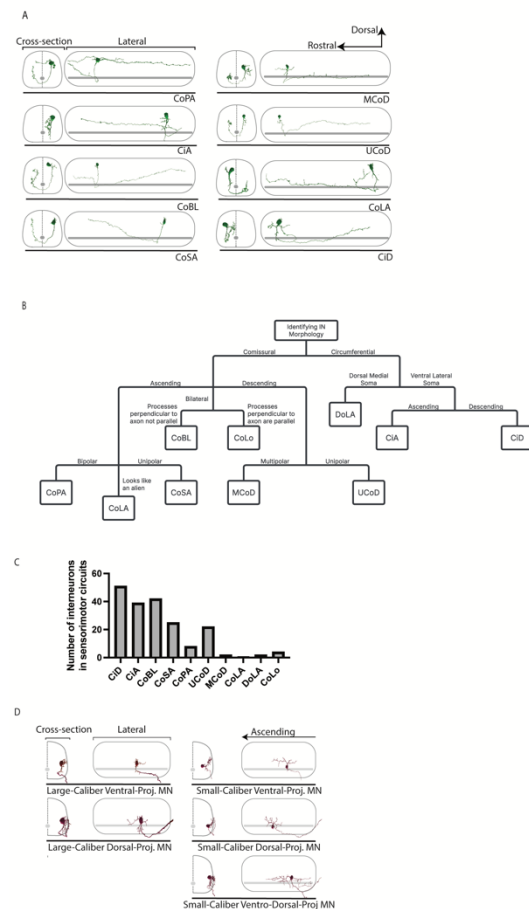 A
Cross-section
Lateral
Dorsal
Rostral
CoPA
MCoD
CiA
UCoD
CoBL
CoLA
CoSA
CiD
B
Identifying IN
Morphology
Comissural
Circumferential
Ascending
Descending
Dorsal Medial
Soma
Ventral Lateral
Soma
Bilateral
Processes
perpendicular to
axon not parallel
Processes
perpendicular to
axon are parallel
DoLA
Ascending
Descending
CoBL
CoLo
CiA
CiD
Bipolar
Unipolar
Multipolar
Unipolar
Looks like
an alien
CoPA
CoLA
CoSA
MCoD
UCoD
C
Number of interneurons
in sensorimotor circuits
60
40
20
0
CiD
CiA
CoBL
CoSA
CoPA
UCoD
MCoD
CoLA
DoLA
CoLo
D
Cross-section
Lateral
Ascending
Large-Caliber Ventral-Proj. MN
Small-Caliber Ventral-Proj. MN
Large-Caliber Dorsal-Proj. MN
Small-Caliber Dorsal-Proj. MN
Small-Caliber Ventro-Dorsal-Proj MN